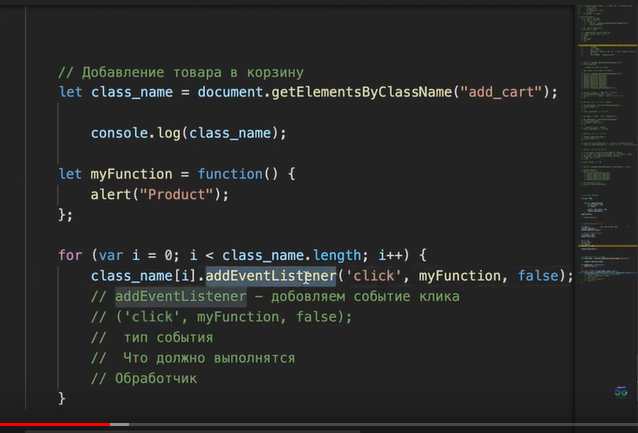 // Добавление товара в корзину
let class_name = document.getElementsByClassName("add_cart");
console.log(class_name);
let myFunction = function() {
alert("Product");
};
for (var i = 0; i < class_name.length; i++) {
class_name[i].addEventListener('click', myFunction, false);
// addEventListener – добовляем событие клика
// ('click', myFunction, false);
// тип события
// Что должно выполнятся
// Обработчик
}